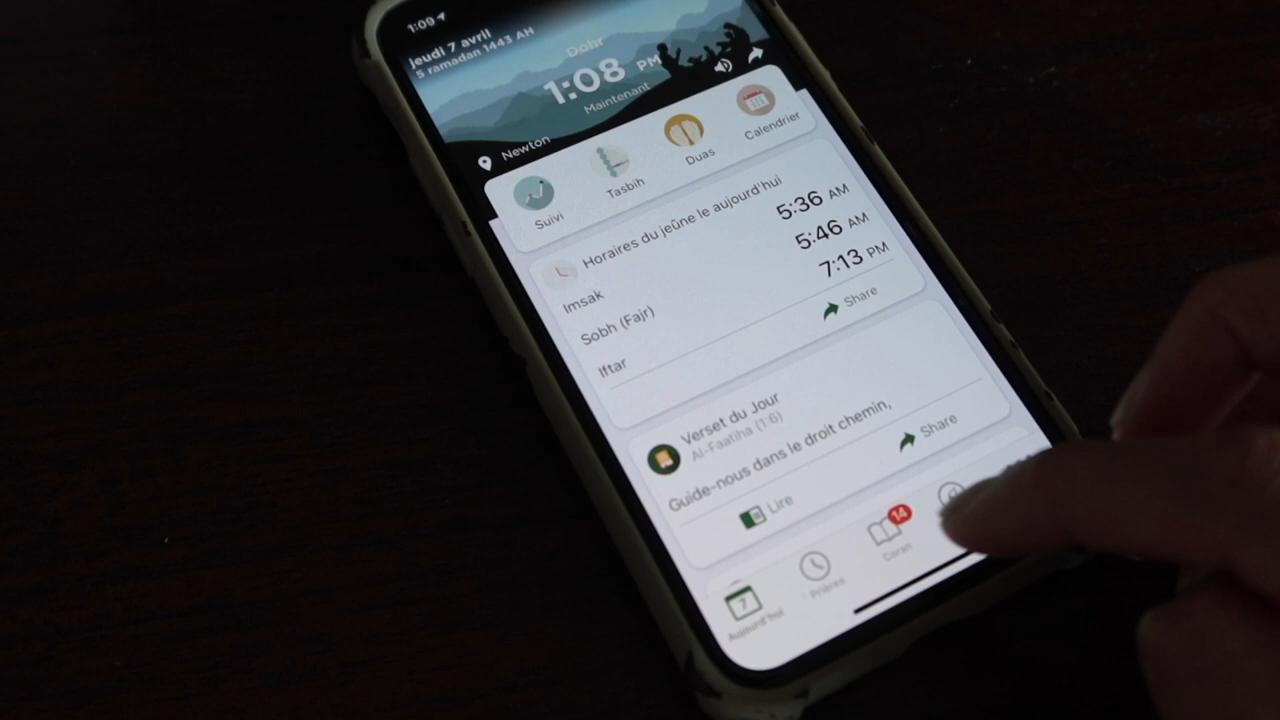 1:09
jeudi 7 avril
5 ramadan 1443 AH
Dohr
1:08 PM
Maintenant
Newton
Suivi
Tasbih
Duas
Calendrier
Horaires du jeûne le aujourd'hui
Imsak 5:36 AM
Sobh (Fajr) 5:46 AM
Iftar 7:13 PM
Share
Verset du Jour
Al-Faatiha (1:6)
Guide-nous dans le droit chemin,
Lire
Share
7
Aujourd'hui
Prières
14
Coran